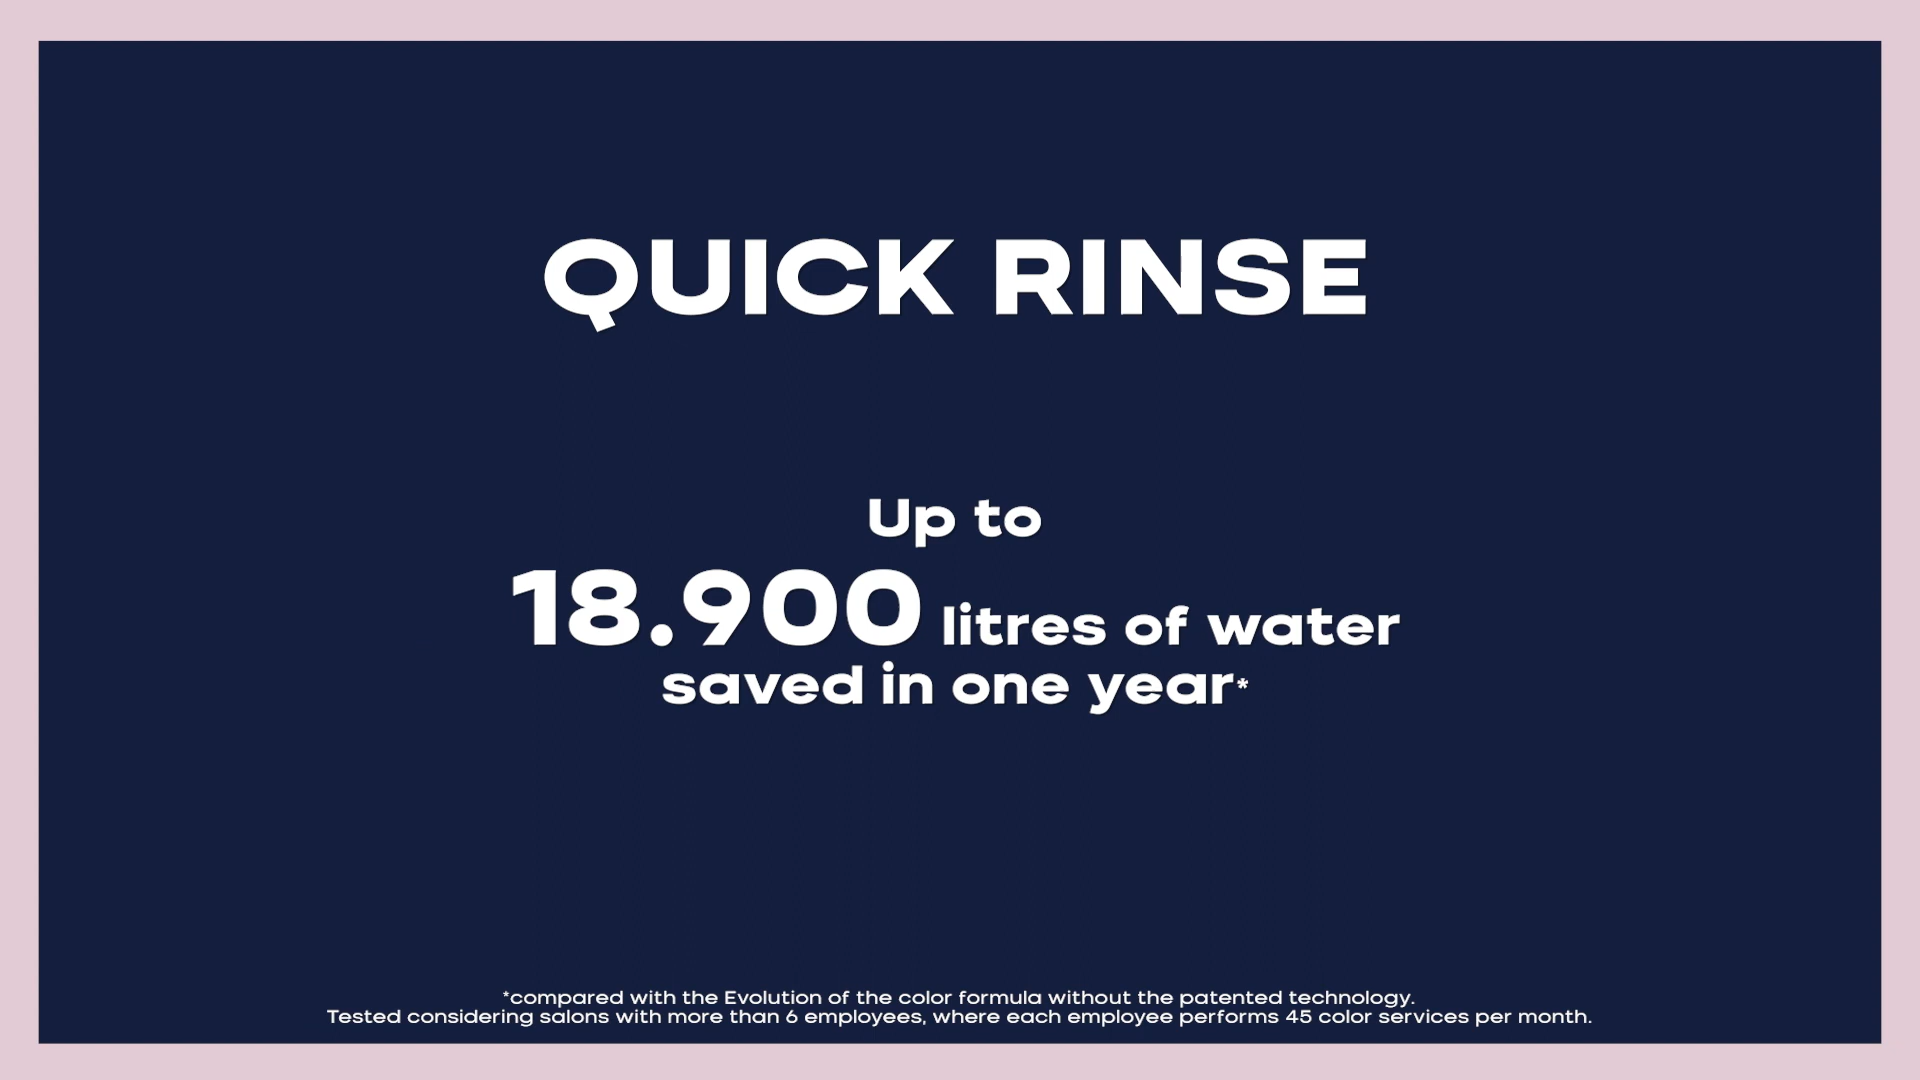 QUICK RINSE
Up to
18.900 litres of water
saved in one year*
*compared with the Evolution of the color formula without the patented technology.
Tested considering salons with more than 6 employees, where each employee performs 45 color services per month.